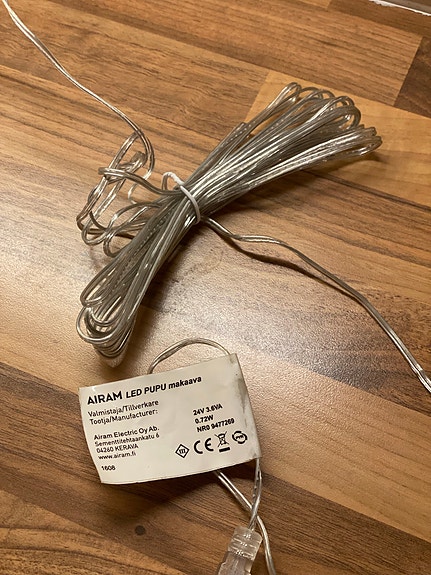 AIRAM LED PUPU makaava
Valmistaja/Tillverkare
Tootja/Manufacturer:
Airam Electric Oy Ab.
Sementtitehtaankatu 6
04260 KERAVA
www.airam.fi
1608
24V 3.6VA
0.72W
NRO 9477269
CE